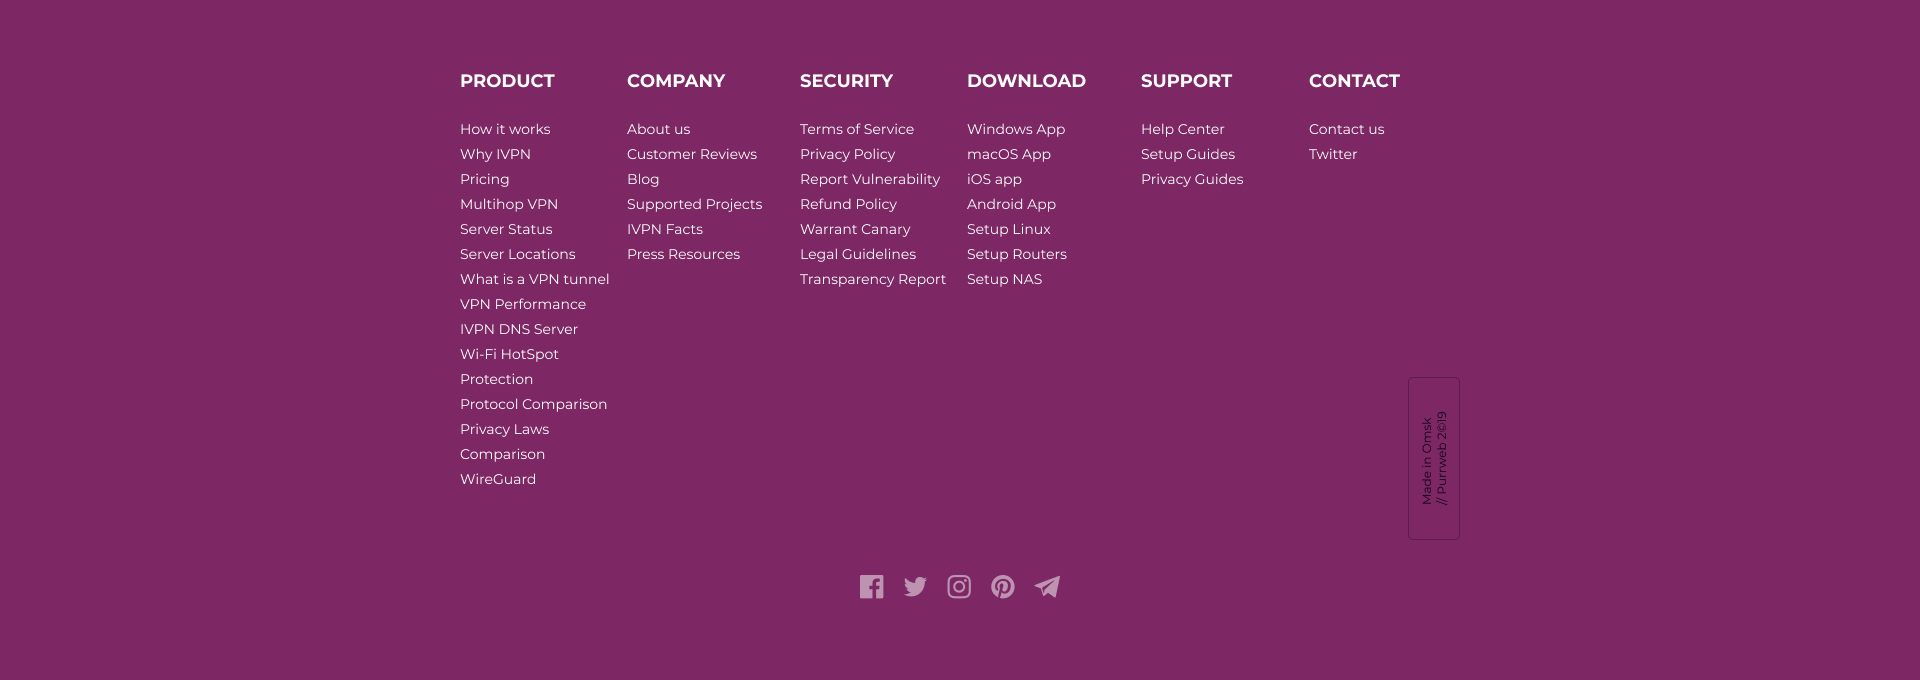 PRODUCT
How it works
Why IVPN
Pricing
Multihop VPN
Server Status
Server Locations
What is a VPN tunnel
VPN Performance
IVPN DNS Server
Wi-Fi HotSpot
Protection
Protocol Comparison
Privacy Laws
Comparison
WireGuard
COMPANY
About us
Customer Reviews
Blog
Supported Projects
IVPN Facts
Press Resources
SECURITY
Terms of Service
Privacy Policy
Report Vulnerability
Refund Policy
Warrant Canary
Legal Guidelines
Transparency Report
DOWNLOAD
Windows App
macOS App
iOS app
Android App
Setup Linux
Setup Routers
Setup NAS
SUPPORT
Help Center
Setup Guides
Privacy Guides
CONTACT
Contact us
Twitter
Made in Omsk
// Purrweb 2©19